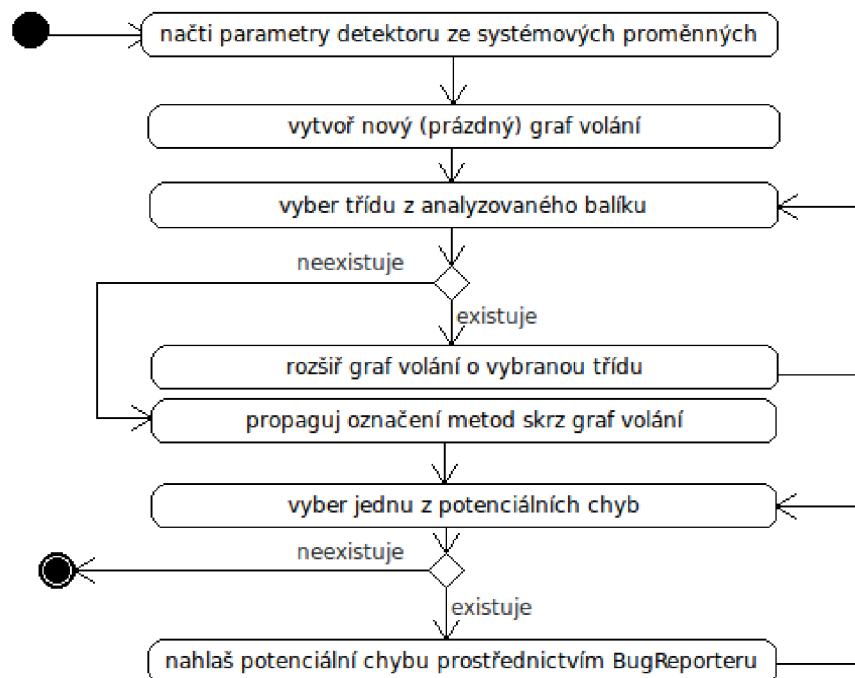 načti parametry detektoru ze systémových proměnných
vytvoř nový (prázdný) graf volání
vyber třídu z analyzovaného balíku
neexistuje
existuje
rozšiř graf volání o vybranou třídu
propaguj označení metod skrz graf volání
vyber jednu z potenciálních chyb
neexistuje
existuje
nahlaš potenciální chybu prostřednictvím BugReporteru